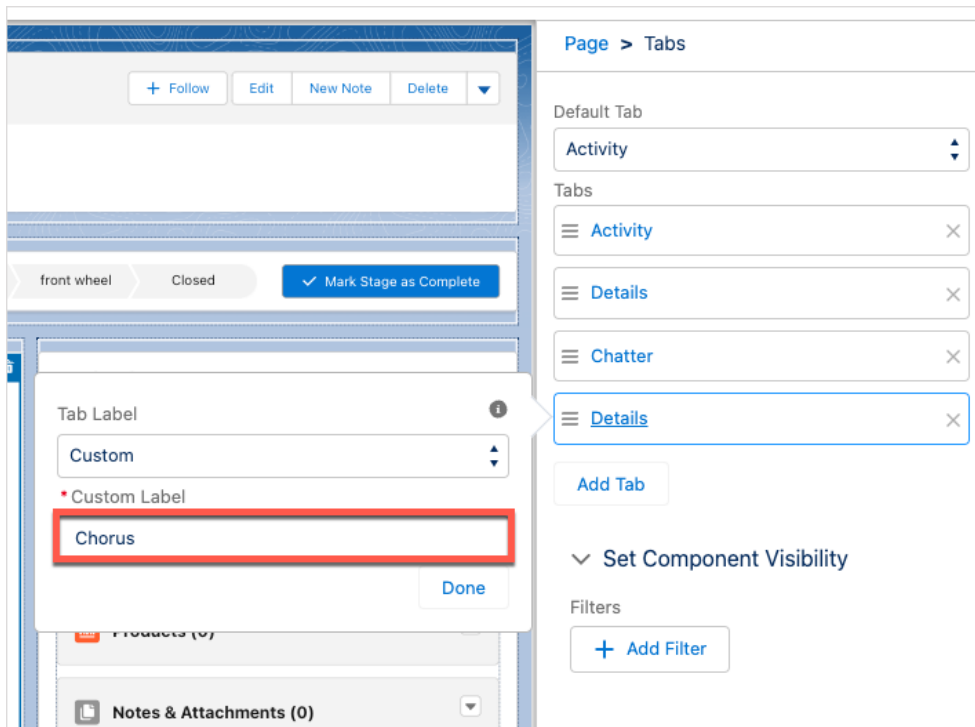 Page > Tabs
+ Follow
Edit
New Note
Delete
Default Tab
Activity
Tabs
Activity
Details
Chatter
Details
Add Tab
Set Component Visibility
Filters
+ Add Filter
front wheel
Closed
Mark Stage as Complete
Tab Label
Custom
* Custom Label
Chorus
Done
Products (0)
Notes & Attachments (0)